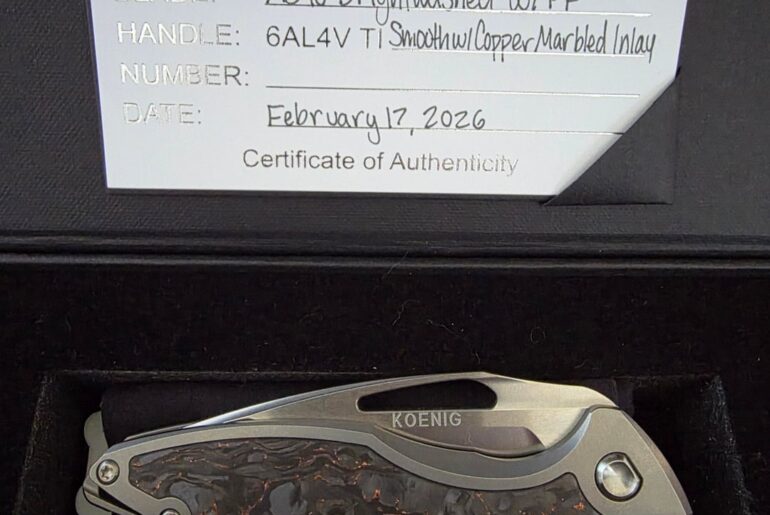 HANDLE: 6AL4V TI Smooth w/ Copper Marbled Inlay
NUMBER:
DATE: February 17, 2026
Certificate of Authenticity
KOENIG